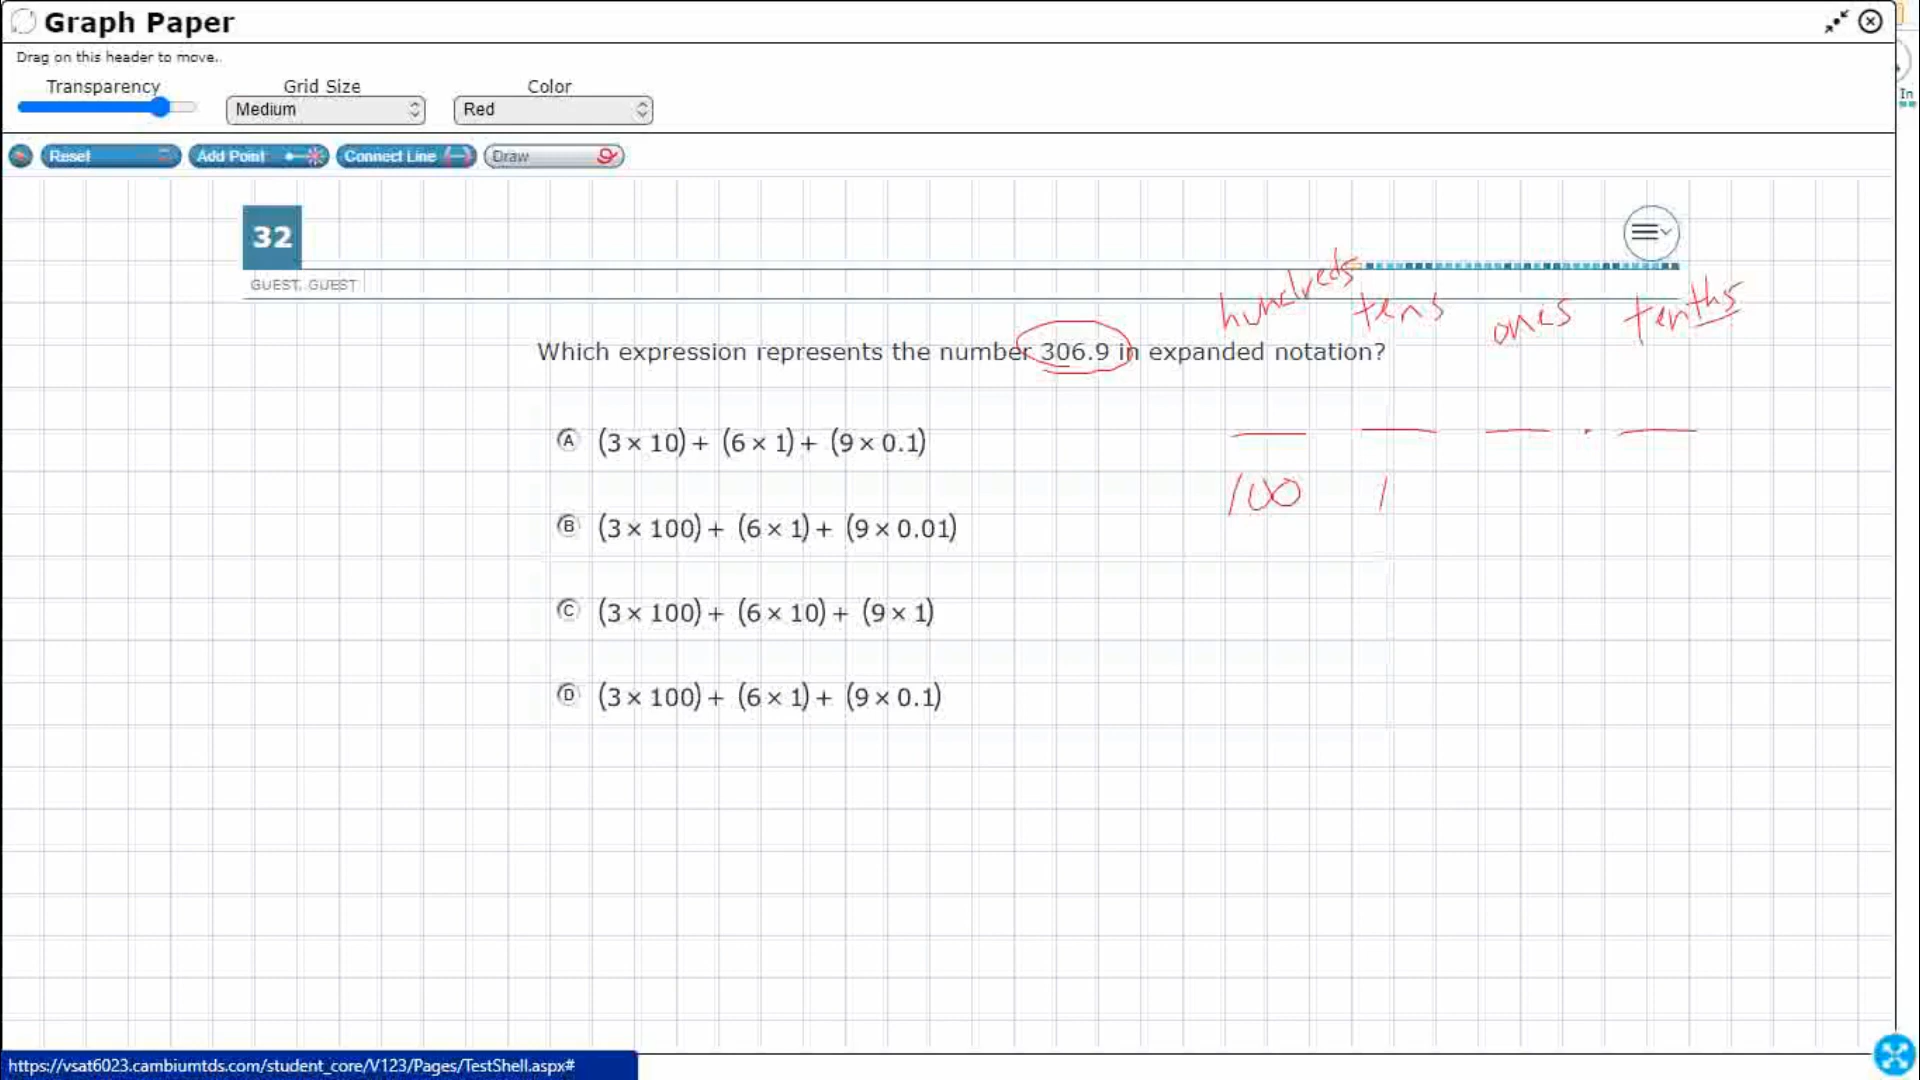 Graph Paper
Drag on this header to move..
Transparency Grid Size Color
Medium Red
Reset Add Point Connect Line Draw
In
32
GUEST, GUEST
hundreds tens ones tenths
Which expression represents the number 306.9 in expanded notation?
A (3 × 10) + (6 × 1) + (9 × 0.1)
100 1
B (3 × 100) + (6 × 1) + (9 × 0.01)
C (3 × 100) + (6 × 10) + (9 × 1)
D (3 × 100) + (6 × 1) + (9 × 0.1)
https://vsat6023.cambiumtds.com/student_core/V123/Pages/TestShell.aspx#